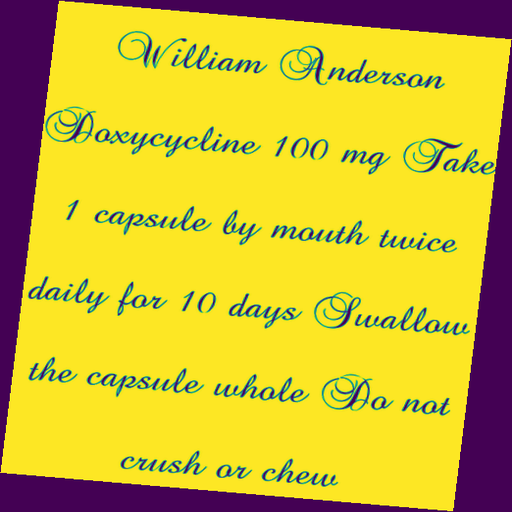 William Anderson
Doxycycline 100 mg Take
1 capsule by mouth twice
daily for 10 days Swallow
the capsule whole Do not
crush or chew